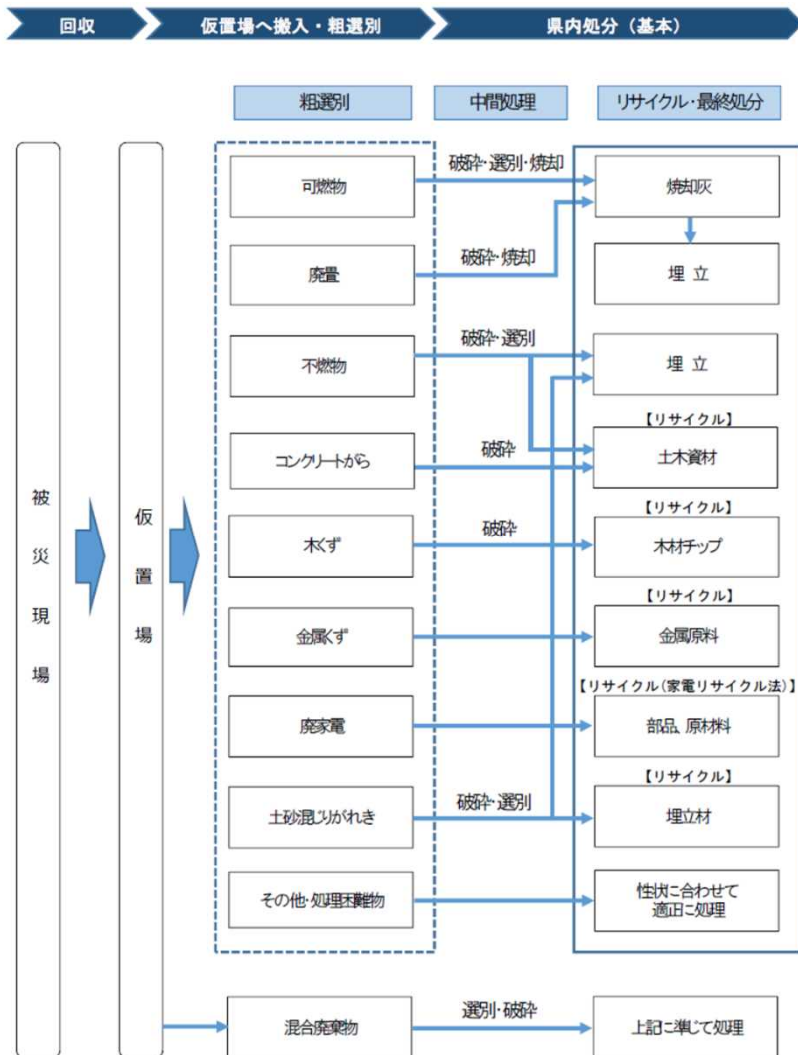 回収
仮置場へ搬入・粗選別
県内処分（基本）
粗選別
中間処理
リサイクル・最終処分
被災現場
仮置場
可燃物
破砕・選別・焼却
焼却灰
廃畳
破砕・焼却
埋 立
不燃物
破砕・選別
埋 立
コンクリートがら
破砕
【リサイクル】
土木資材
木くず
破砕
【リサイクル】
木材チップ
金属くず
【リサイクル】
金属原料
廃家電
【リサイクル（家電リサイクル法）】
部品、原材料
土砂混じりがれき
破砕・選別
【リサイクル】
埋立材
その他・処理困難物
性状に合わせて
適正に処理
混合廃棄物
選別・破砕
上記に準じて処理